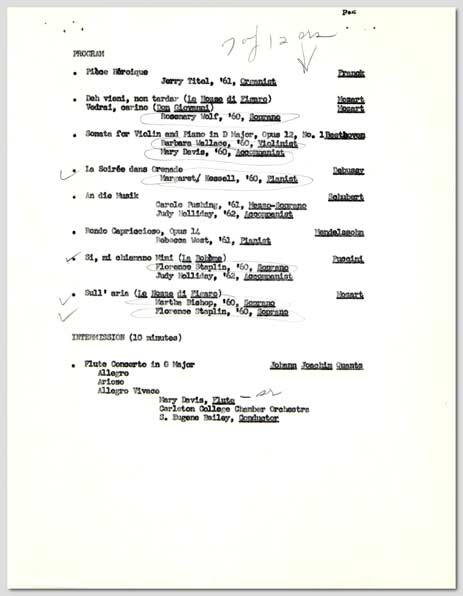 7 of 12 are
PROGRAM
• Pièce Héroique Franck
Jerry Titel, '61, Organist
• Deh vieni, non tardar (Le Nozze di Figaro) Mozart
Vedrai, carino (Don Giovanni) Mozart
Rosemary Wolf, '60, Soprano
• Sonata for Violin and Piano in D Major, Opus 12, No. 1 Beethoven
Barbara Wallace, '60, Violinist
Mary Davis, '60, Accompanist
• La Soirée dans Grenade Debussy
Margaret Hessell, '60, Pianist
• An die Musik Schubert
Carole Pushing, '61, Mezzo-Soprano
Judy Holliday, '62, Accompanist
• Rondo Capriccioso, Opus 14 Mendelssohn
Rebecca West, '61, Pianist
• Si, mi chiamano Mimi (La Bohème) Puccini
Florence Staplin, '60, Soprano
Judy Holliday, '62, Accompanist
• Sull' aria (Le Nozze di Figaro) Mozart
Martha Bishop, '60, Soprano
Florence Staplin, '60, Soprano
INTERMISSION (10 minutes)
• Flute Concerto in G Major Johann Joachim Quantz
Allegro
Arioso
Allegro Vivace
Mary Davis, Flute – sr
Carleton College Chamber Orchestra
S. Eugene Bailey, Conductor